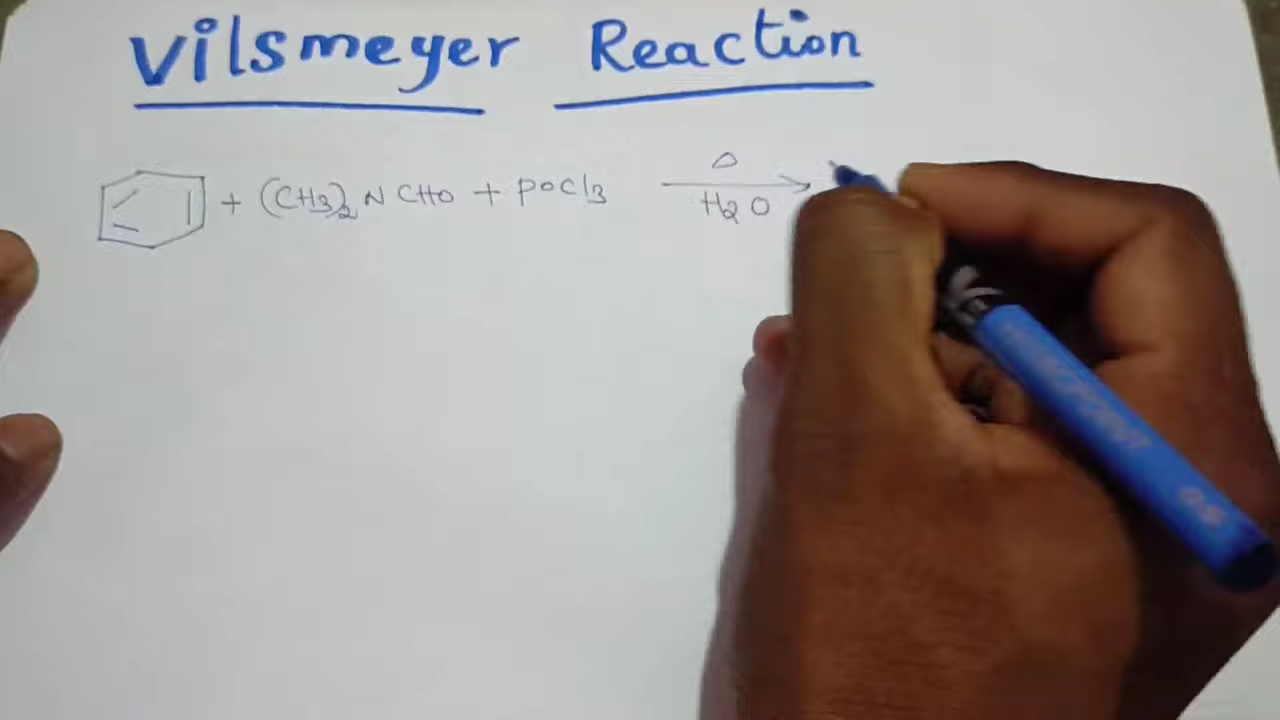 Vilsmeyer Reaction
+ (CH3)2 N CHO + POCl3 Δ H2O